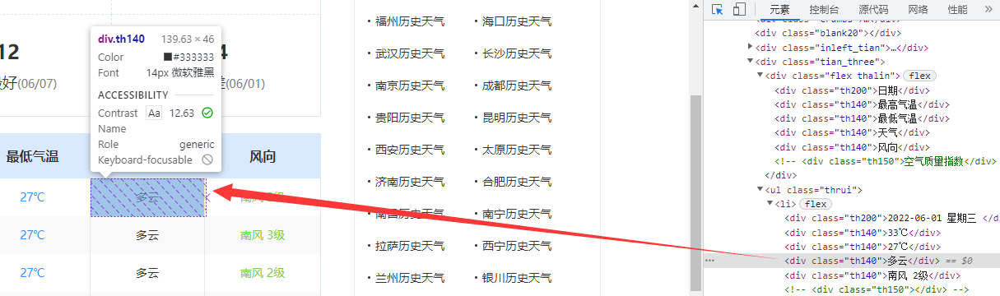 12
4
最好(06/07)
差(06/01)
div.th140 139.63 × 46
Color #333333
Font 14px 微软雅黑
ACCESSIBILITY
Contrast Aa 12.63
Name
Role generic
Keyboard-focusable
最低气温 风向
27℃ 多云 南风 2级
27℃ 多云 南风 3级
27℃ 多云 南风 2级
• 福州历史天气 • 海口历史天气
• 武汉历史天气 • 长沙历史天气
• 南京历史天气 • 成都历史天气
• 贵阳历史天气 • 昆明历史天气
• 西安历史天气 • 太原历史天气
• 济南历史天气 • 合肥历史天气
• 南昌历史天气 • 南宁历史天气
• 拉萨历史天气 • 西宁历史天气
• 兰州历史天气 • 银川历史天气
元素 控制台 源代码 网络 性能 »
<div class="blank20"></div>
<div class="inleft_tian">…</div>
<div class="tian_three">
<div class="flex thalin"> flex
<div class="th200">日期</div>
<div class="th140">最高气温</div>
<div class="th140">最低气温</div>
<div class="th140">天气</div>
<div class="th140">风向</div>
<!-- <div class="th150">空气质量指数</div>
</div>
<ul class="thrui">
<li> flex
<div class="th200">2022-06-01 星期三 </
<div class="th140">33℃</div>
<div class="th140">27℃</div>
… <div class="th140">多云</div> == $0
<div class="th140">南风 2级</div>
<!-- <div class="th150"></div> -->